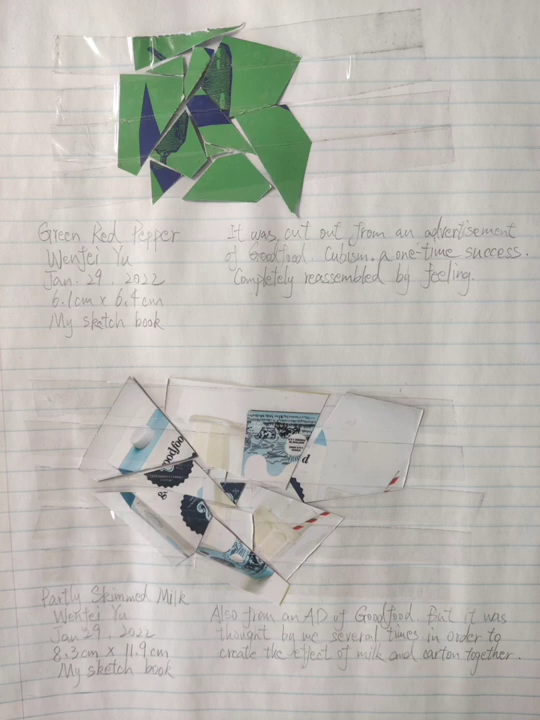 Green Red Pepper
Wenfei Yu
Jan. 29, 2022
6.1cm x 6.4cm
My sketch book
It was cut out from an advertisement
of Goodfood. Cubism. a one-time success.
Completely reassembled by feeling.
goodfood
d
Partly Skimmed Milk
Wenfei Yu
Jan 29, 2022
8.3cm x 11.9cm
My sketch book
Also from an AD of Goodfood. But it was
thought by me several times in order to
create the effect of milk and carton together.